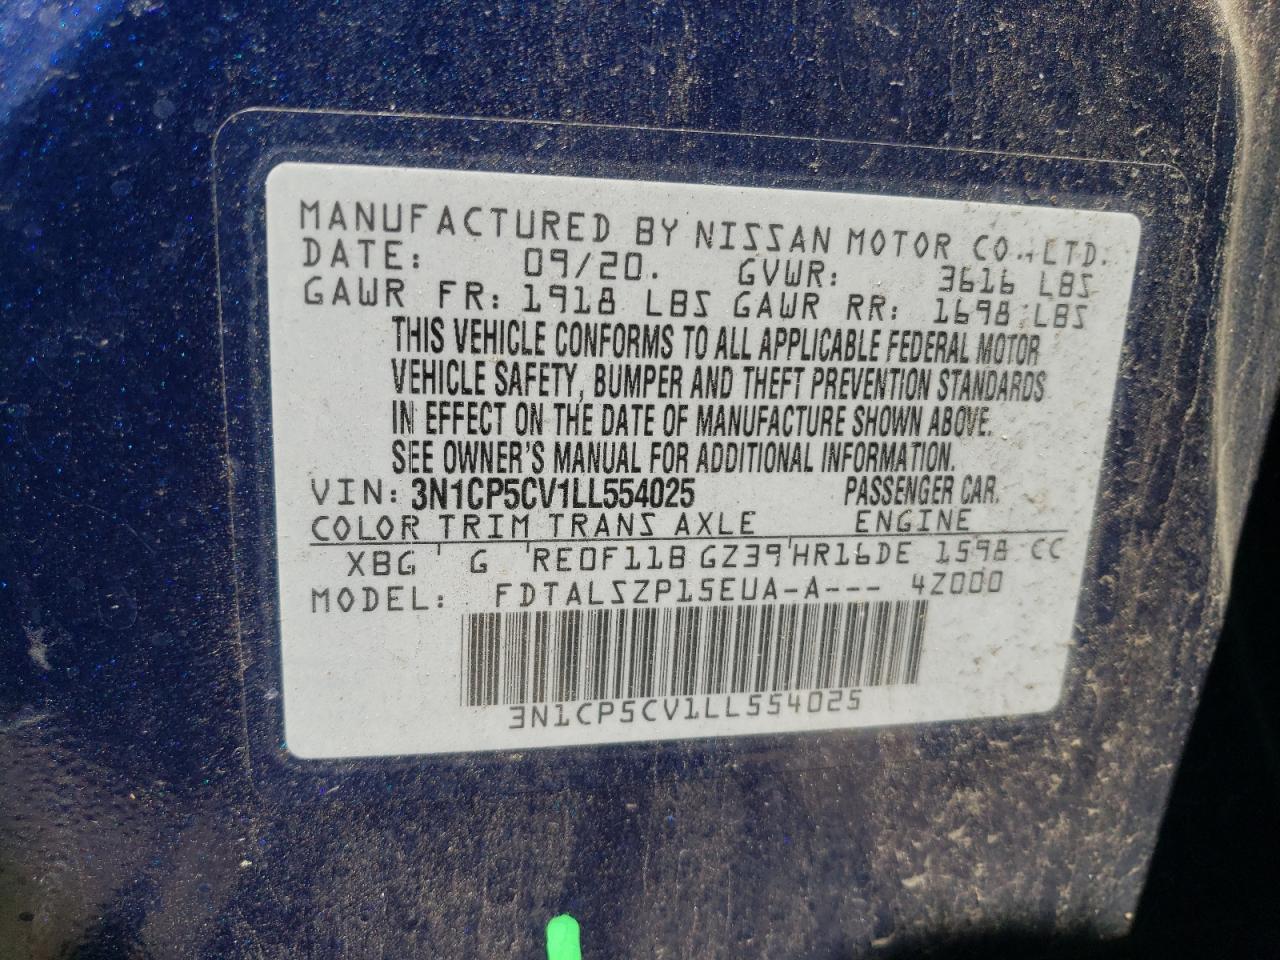 MANUFACTURED BY NISSAN MOTOR CO.,LTD.
DATE: 09/20. GVWR: 3616 LBS
GAWR FR: 1918 LBS GAWR RR: 1698 LBS
THIS VEHICLE CONFORMS TO ALL APPLICABLE FEDERAL MOTOR
VEHICLE SAFETY, BUMPER AND THEFT PREVENTION STANDARDS
IN EFFECT ON THE DATE OF MANUFACTURE SHOWN ABOVE.
SEE OWNER'S MANUAL FOR ADDITIONAL INFORMATION.
VIN: 3N1CP5CV1LL554025 PASSENGER CAR.
COLOR TRIM TRANS AXLE ENGINE
XBG G RE0F11B GZ39 HR16DE 1598 CC
MODEL: FDTALSZP15EUA-A--- 4Z000
3N1CP5CV1LL554025